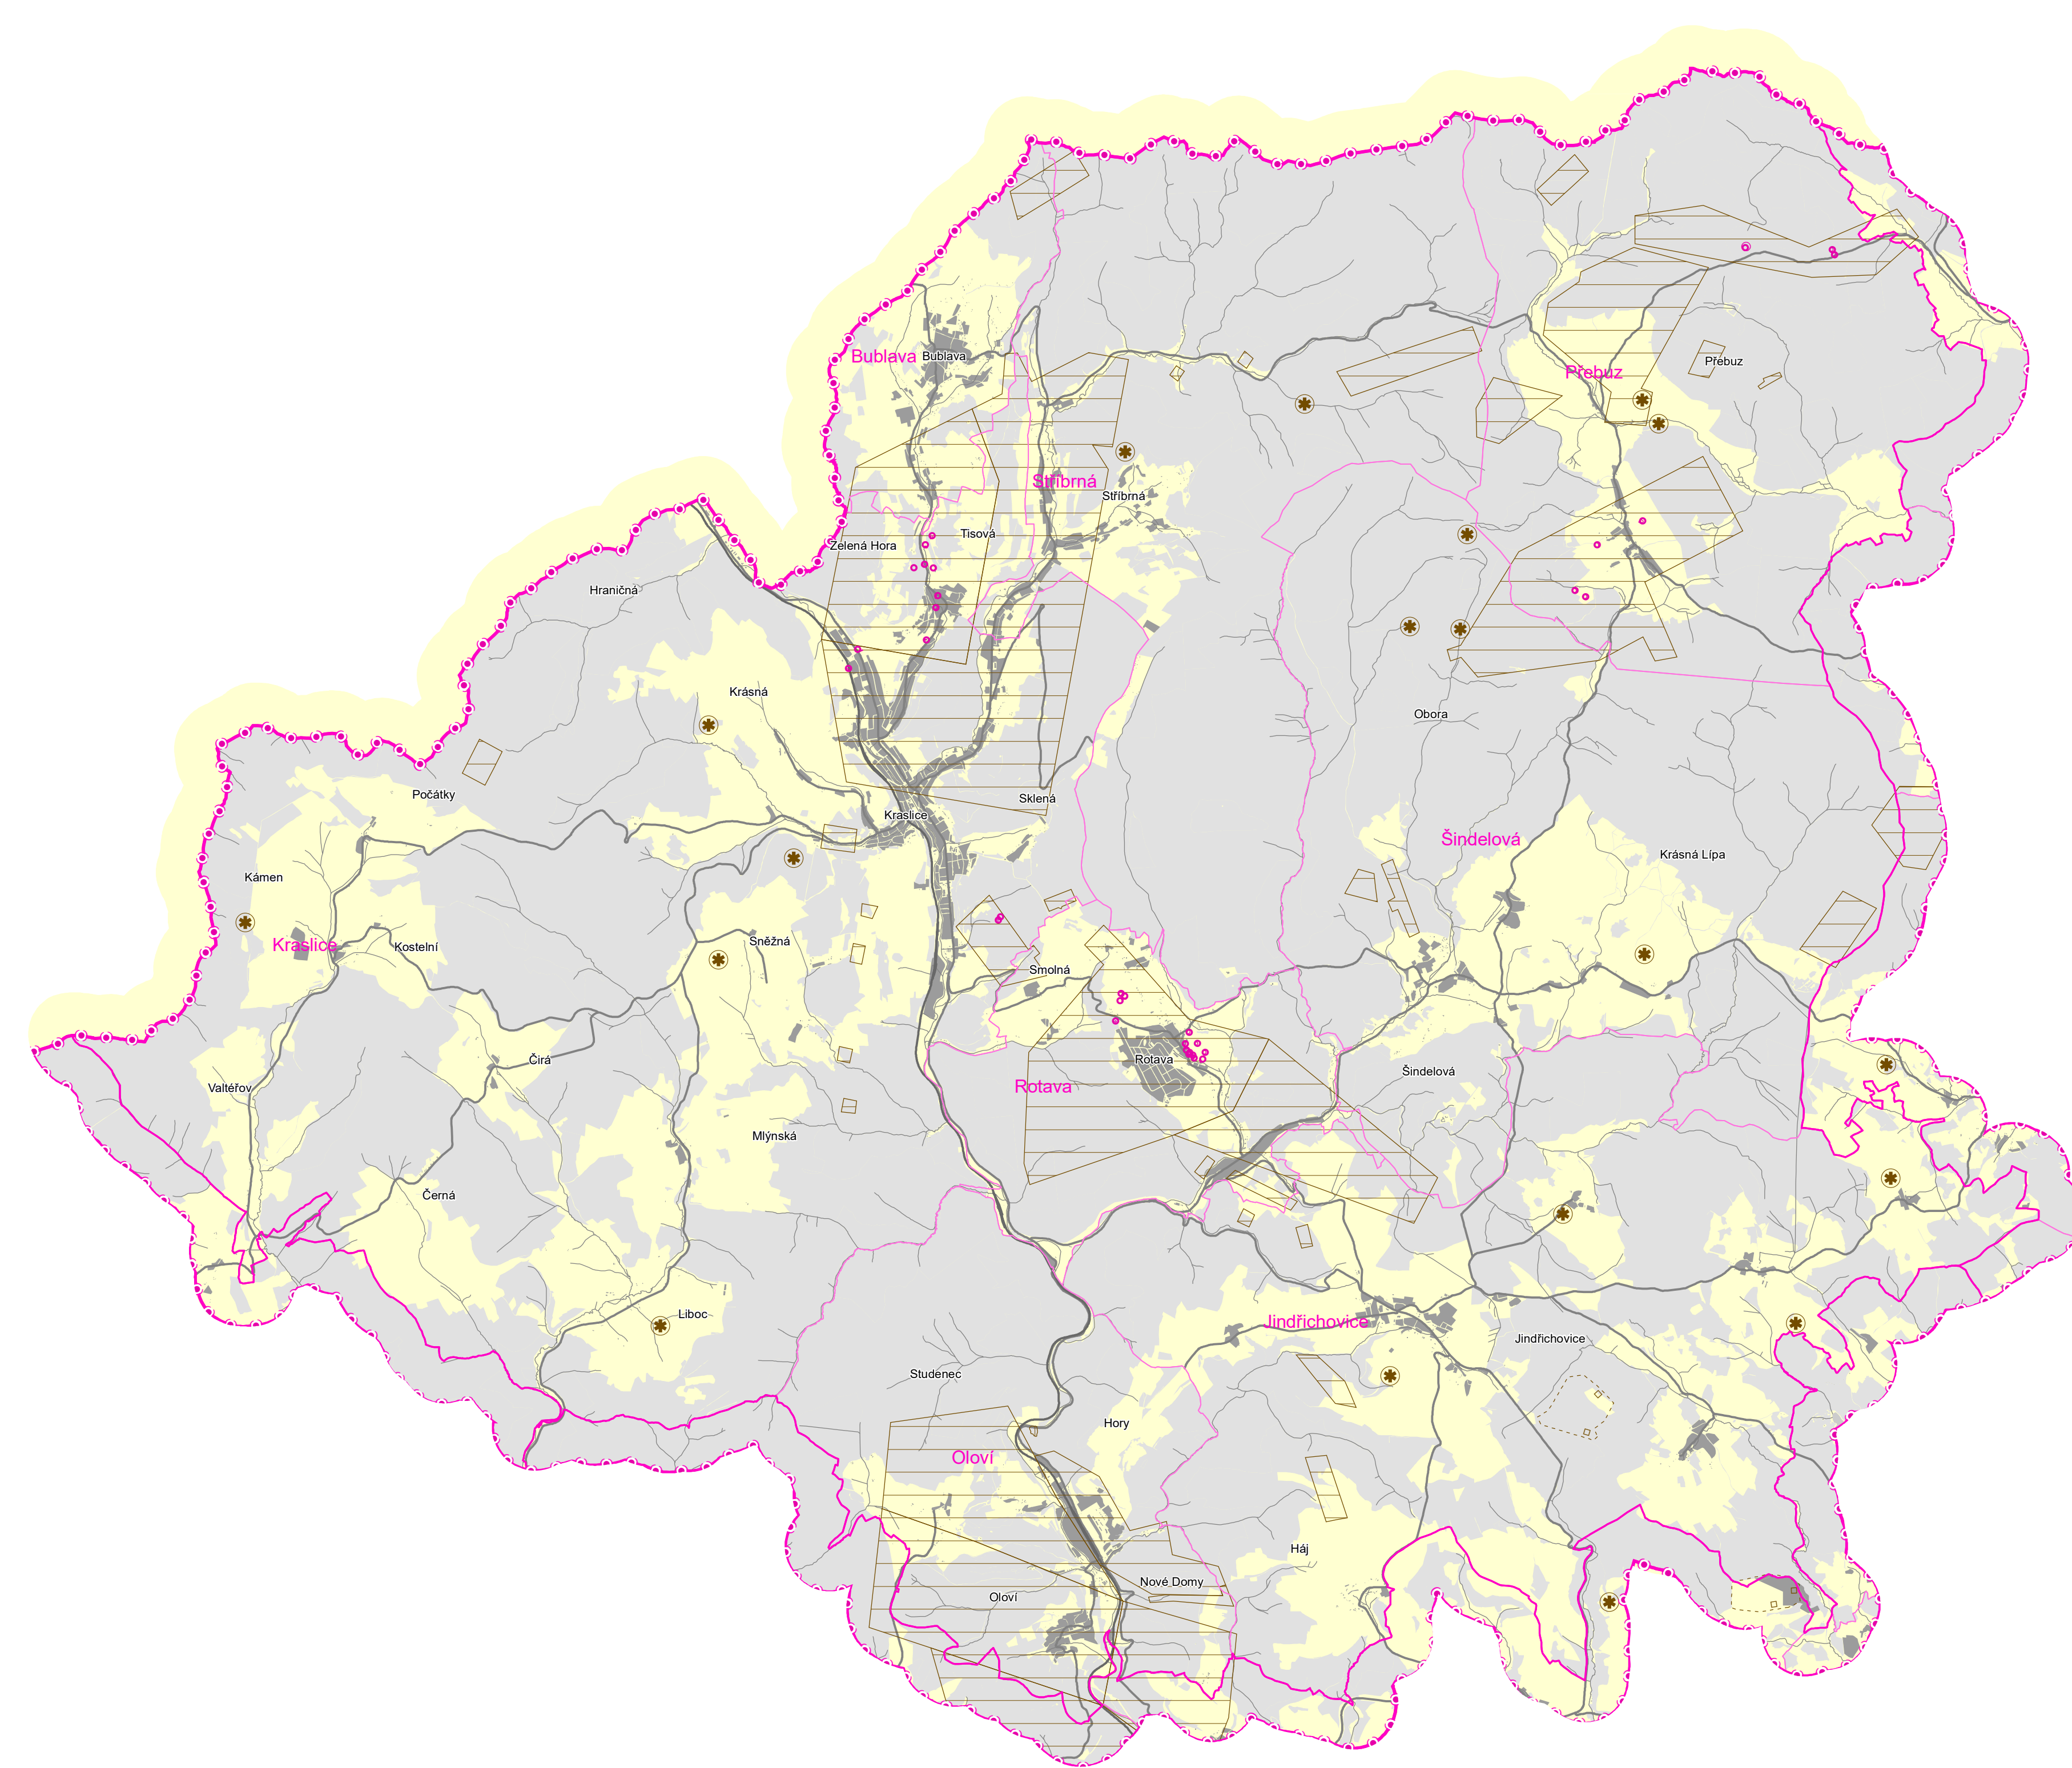 Bublava
Bublava
Přebuz
Přebuz
Stříbrná
Stříbrná
Tisová
Zelená Hora
Hraničná
Krásná
Obora
Počátky
Sklená
Kraslice
Šindelová
Krásná Lípa
Kámen
Kraslice
Kostelní
Sněžná
Smolná
Čirá
Rotava
Šindelová
Valtéřov
Rotava
Mlýnská
Černá
Liboc
Jindřichovice
Jindřichovice
Studenec
Hory
Oloví
Háj
Nové Domy
Oloví